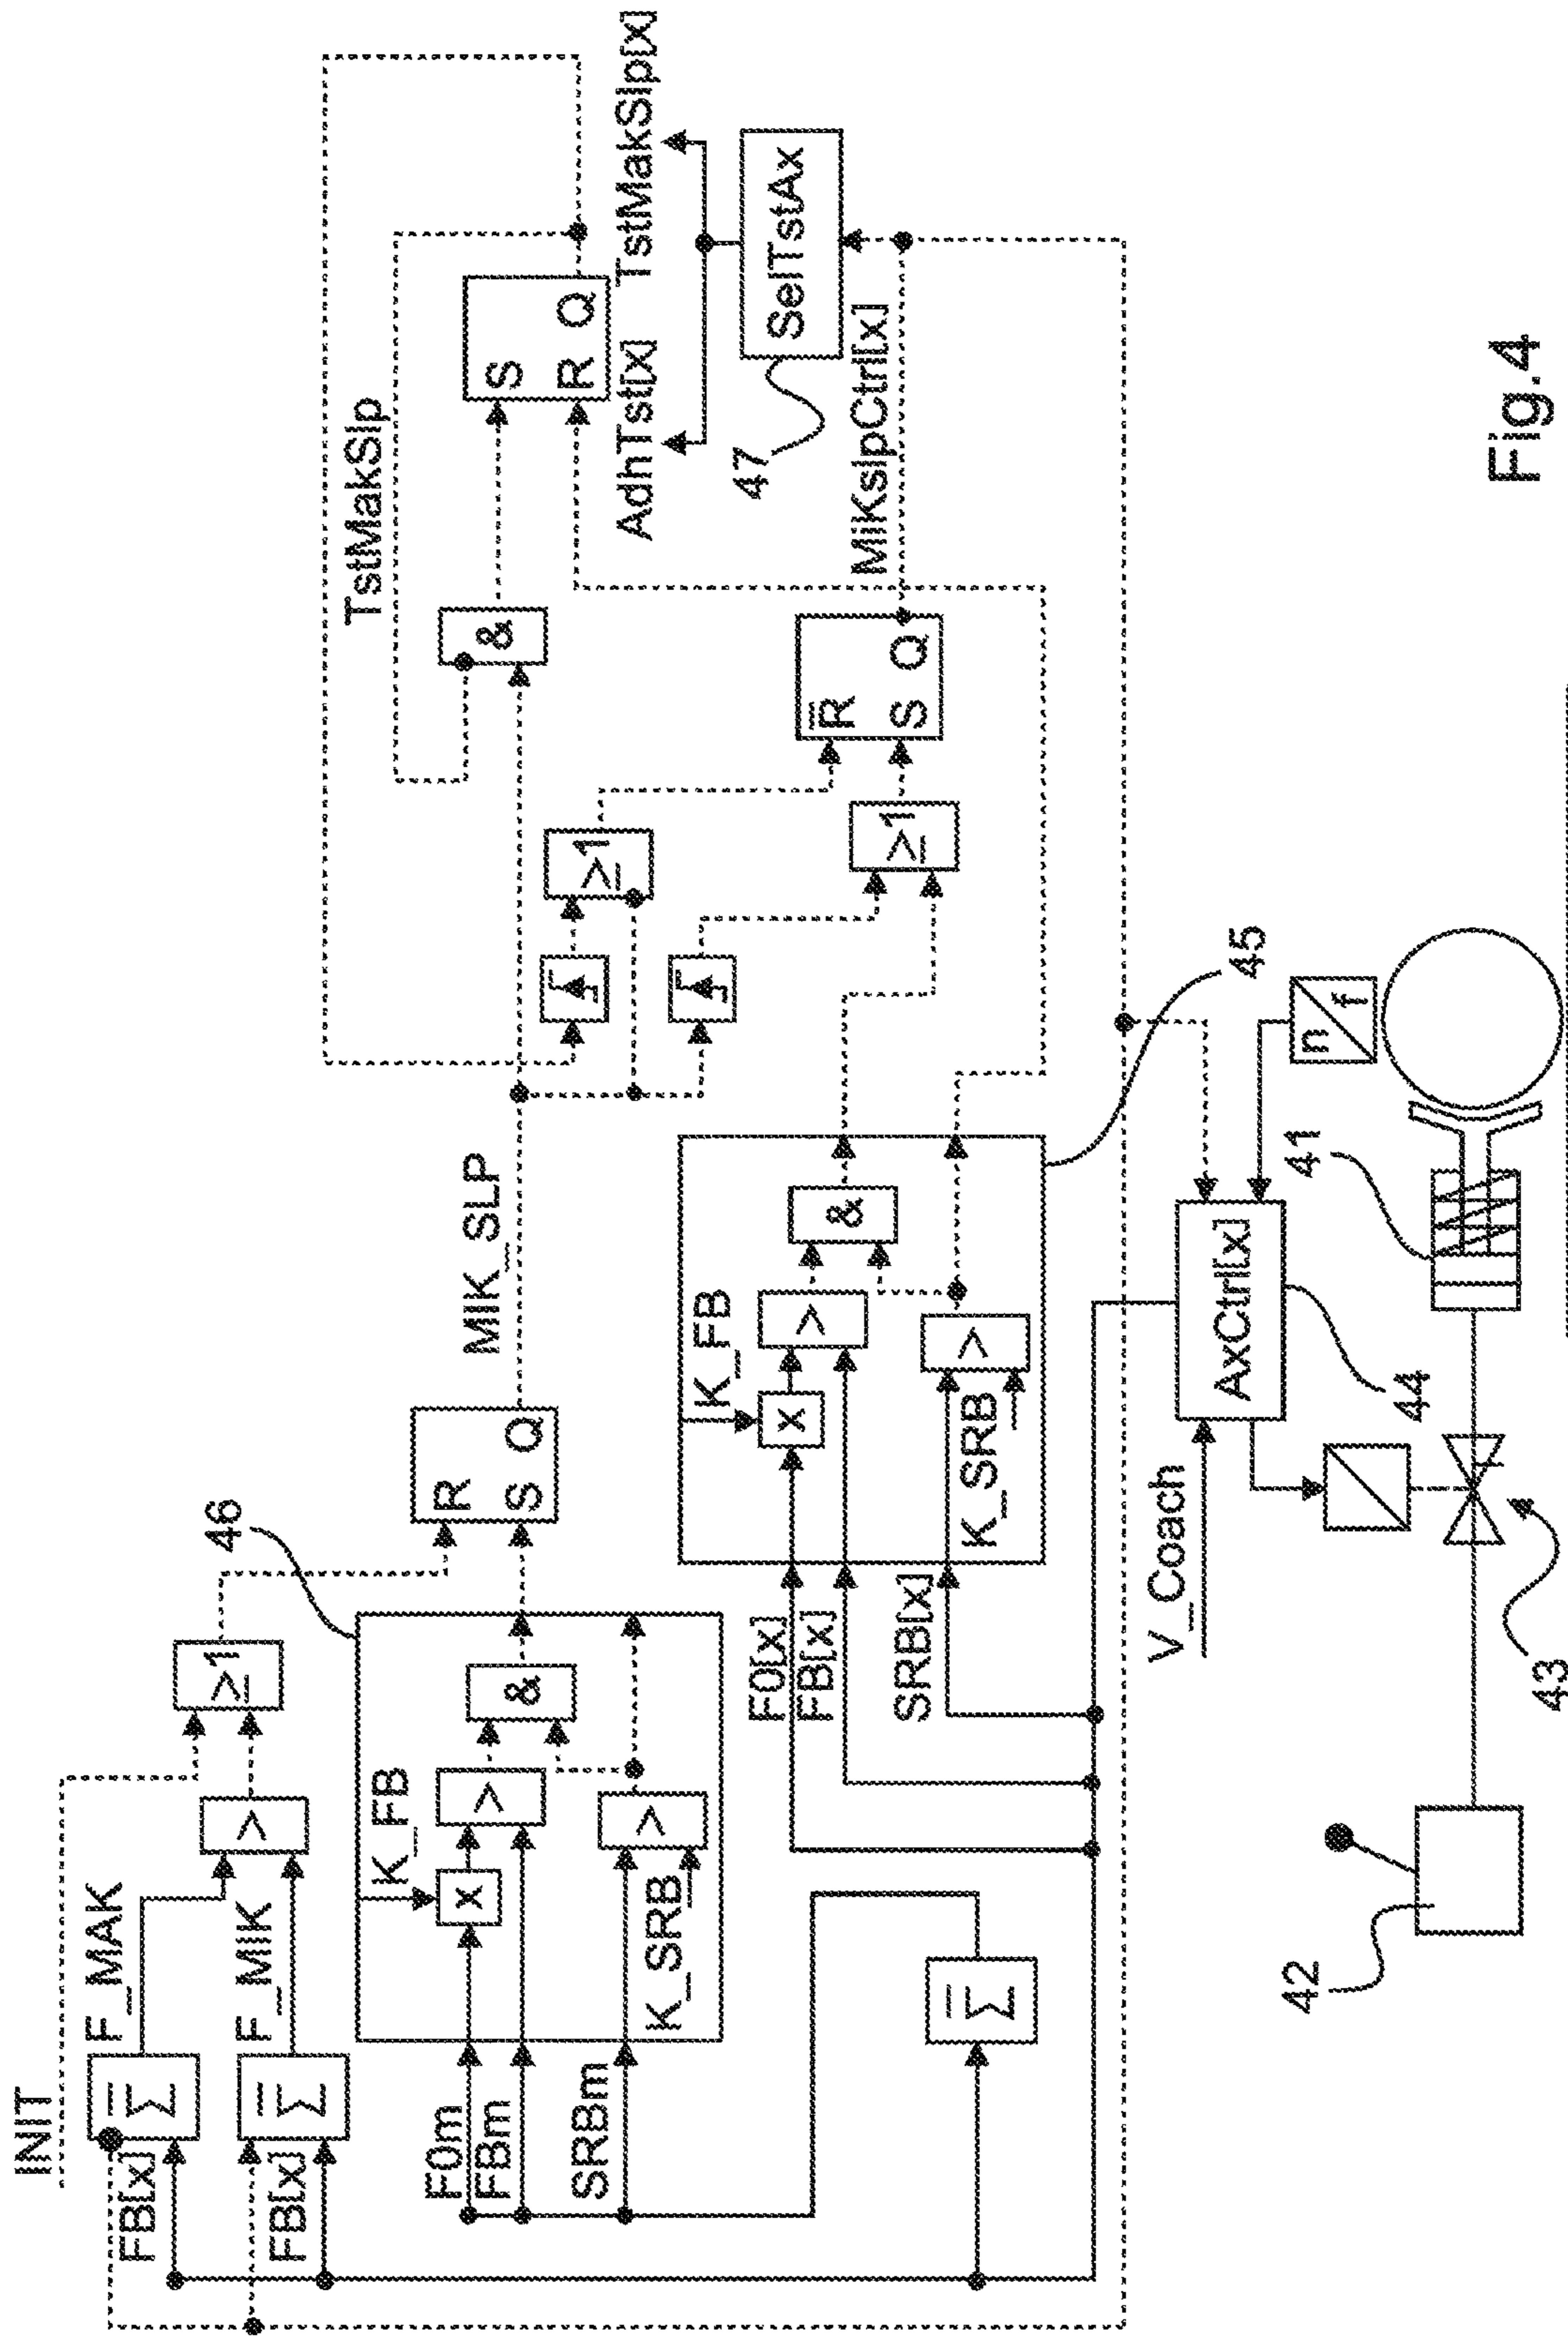 INIT
FB[x]
Σ
F_MAK
>
≥1
FB[x]
Σ
F_MIK
46
F0m
FBm
SRBm
K_FB
x
>
&
K_SRB
>
R
S Q
MIK_SLP
TstMakSlp
&
S
R Q
≥1
≥1
R
S Q
MiKslpCtrl[x]
AdhTst[x]
TstMakSlp[x]
47
SelTstAx
F0[x]
FB[x]
SRB[x]
K_FB
x
>
&
K_SRB
>
45
Σ
V_Coach
AxCtrl[x]
44
n
f
41
42
43
Fig.4